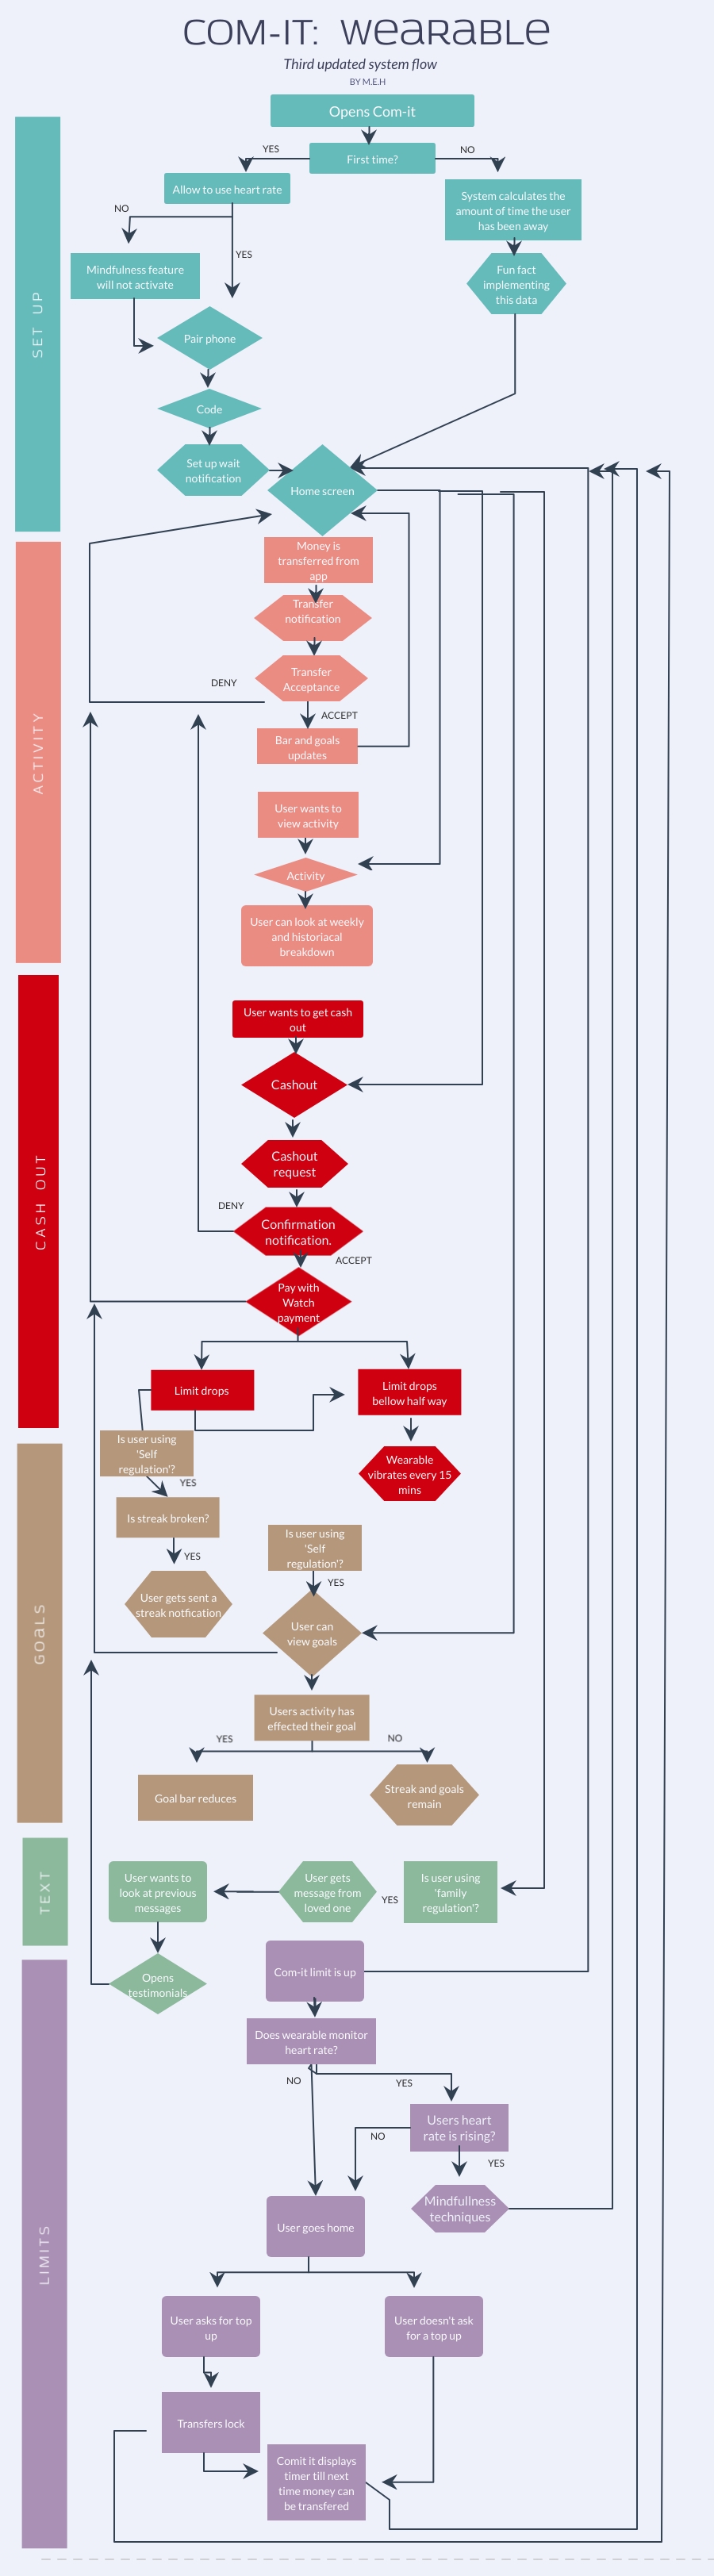 COM-IT: WEARABLE
Third updated system flow
BY M.E.H
Opens Com-it
First time?
YES
NO
Allow to use heart rate
System calculates the
amount of time the user
has been away
NO
YES
Mindfulness feature
will not activate
Fun fact
implementing
this data
SET UP
Pair phone
Code
Set up wait
notification
Home screen
Money is
transferred from
app
Transfer
notification
Transfer
Acceptance
DENY
ACCEPT
Bar and goals
updates
ACTIVITY
User wants to
view activity
Activity
User can look at weekly
and historiacal
breakdown
User wants to get cash
out
Cashout
Cashout
request
CASH OUT
DENY
Confirmation
notification.
ACCEPT
Pay with
Watch
payment
Limit drops
Limit drops
bellow half way
Is user using
'Self
regulation'?
Wearable
vibrates every 15
mins
YES
Is streak broken?
YES
Is user using
'Self
regulation'?
YES
User gets sent a
streak notfication
User can
view goals
GOALS
Users activity has
effected their goal
YES
NO
Goal bar reduces
Streak and goals
remain
TEXT
User wants to
look at previous
messages
User gets
message from
loved one
YES
Is user using
'family
regulation'?
Opens
testimonials
Com-it limit is up
Does wearable monitor
heart rate?
NO
YES
Users heart
rate is rising?
NO
YES
Mindfullness
techniques
User goes home
LIMITS
User asks for top
up
User doesn't ask
for a top up
Transfers lock
Comit it displays
timer till next
time money can
be transfered